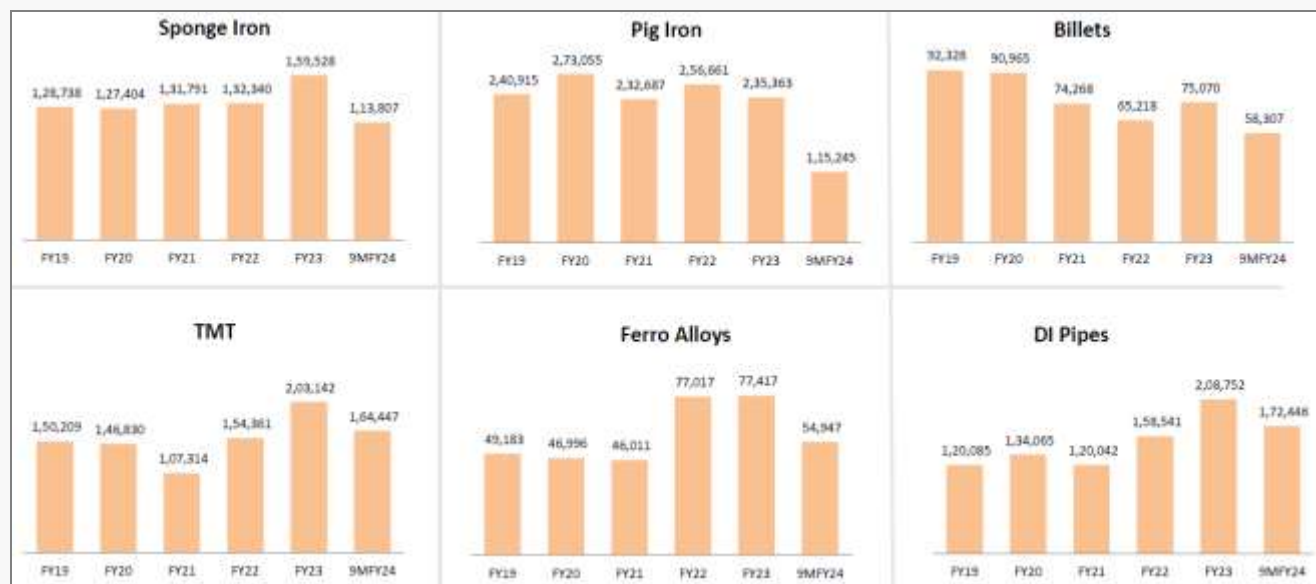 Sponge Iron
1,59,528
1,28,738 1,27,404 1,31,791 1,32,340
1,13,807
FY19 FY20 FY21 FY22 FY23 9MFY24
Pig Iron
2,73,055
2,40,915 2,32,687 2,56,661 2,35,363
1,15,245
FY19 FY20 FY21 FY22 FY23 9MFY24
Billets
92,328 90,965
74,268 65,218 75,070
58,307
FY19 FY20 FY21 FY22 FY23 9MFY24
TMT
2,03,142
1,50,209 1,46,830 1,54,361 1,64,447
1,07,314
FY19 FY20 FY21 FY22 FY23 9MFY24
Ferro Alloys
77,017 77,417
49,183 46,996 46,011 54,947
FY19 FY20 FY21 FY22 FY23 9MFY24
DI Pipes
2,08,752
1,58,541 1,72,448
1,20,085 1,34,065 1,20,042
FY19 FY20 FY21 FY22 FY23 9MFY24